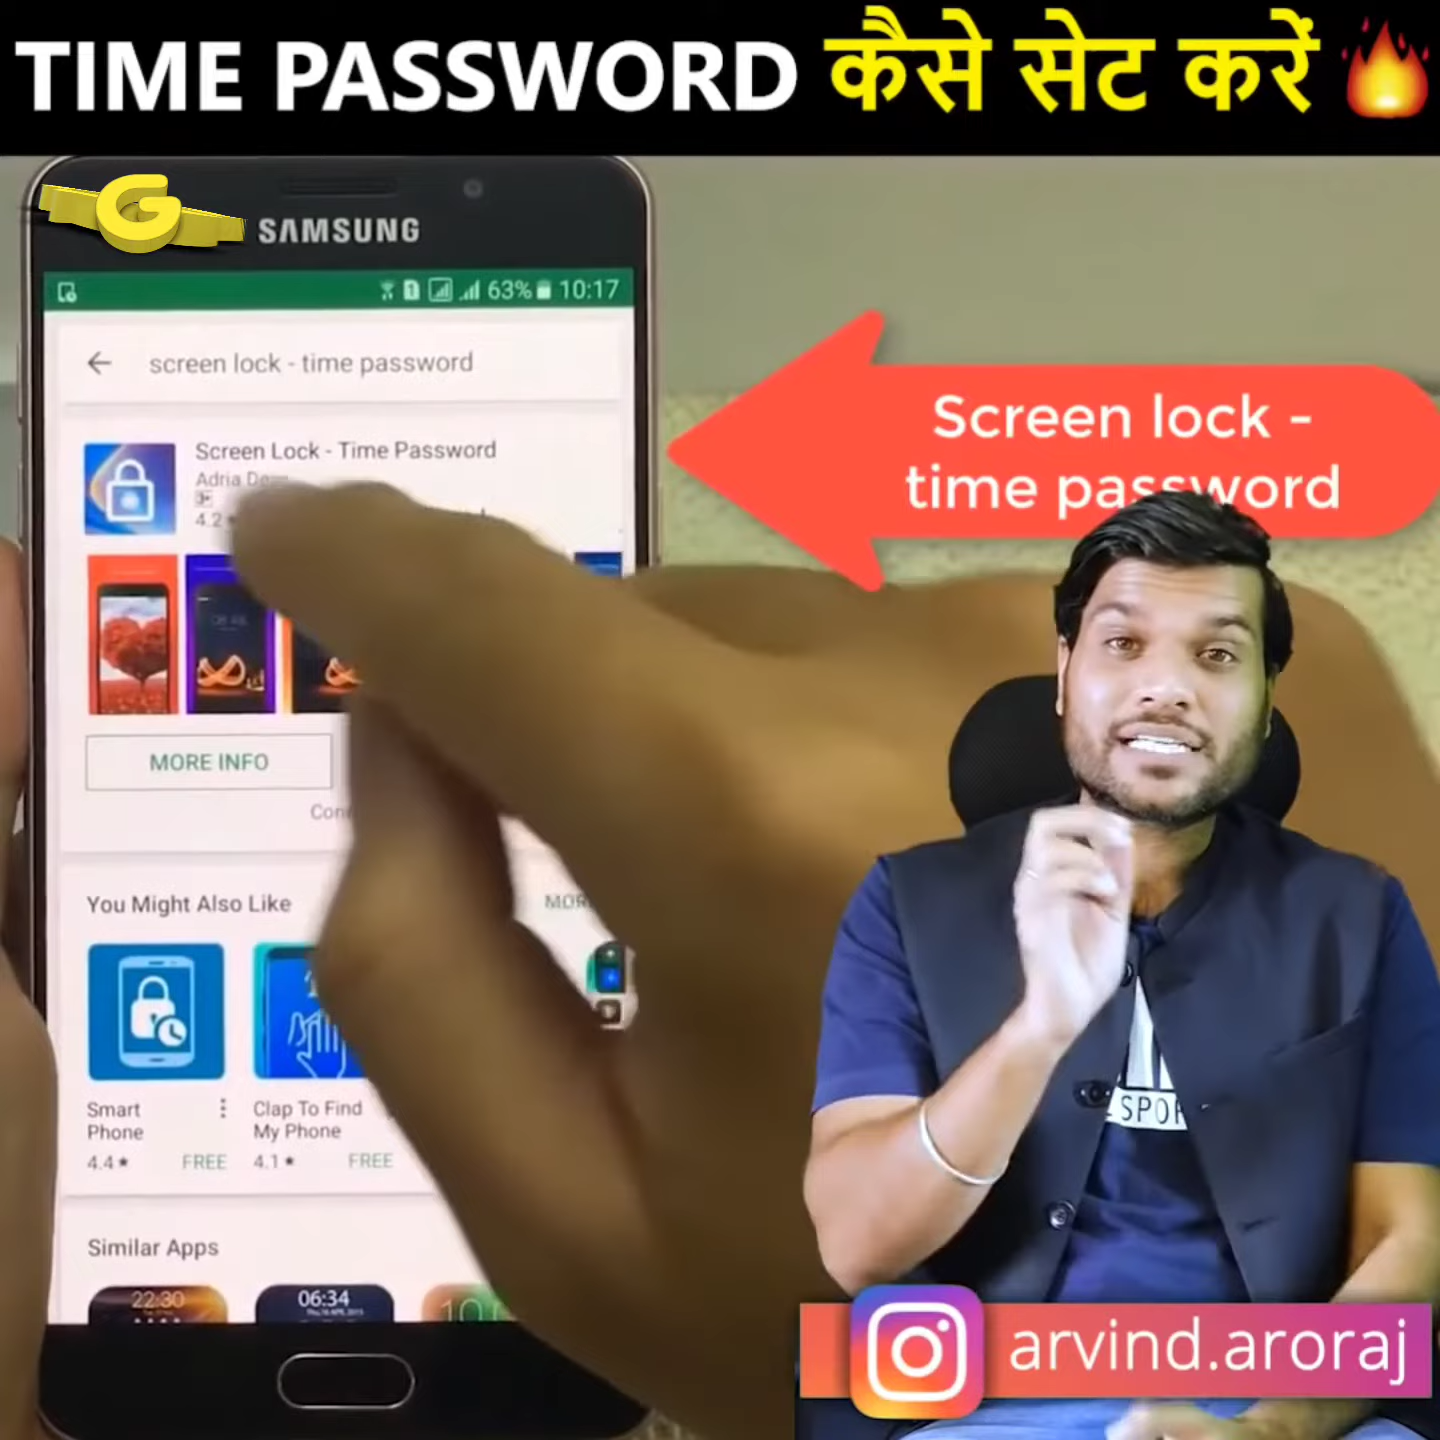 TIME PASSWORD कैसे सेट करें
G
SAMSUNG
63% 10:17
screen lock - time password
Screen Lock - Time Password
Adria
4.2
MORE INFO
You Might Also Like
Smart
Phone
4.4★ FREE
Clap To Find
My Phone
4.1★ FREE
Similar Apps
22:30
06:34
Screen lock -
time password
SPOR
arvind.aroraj